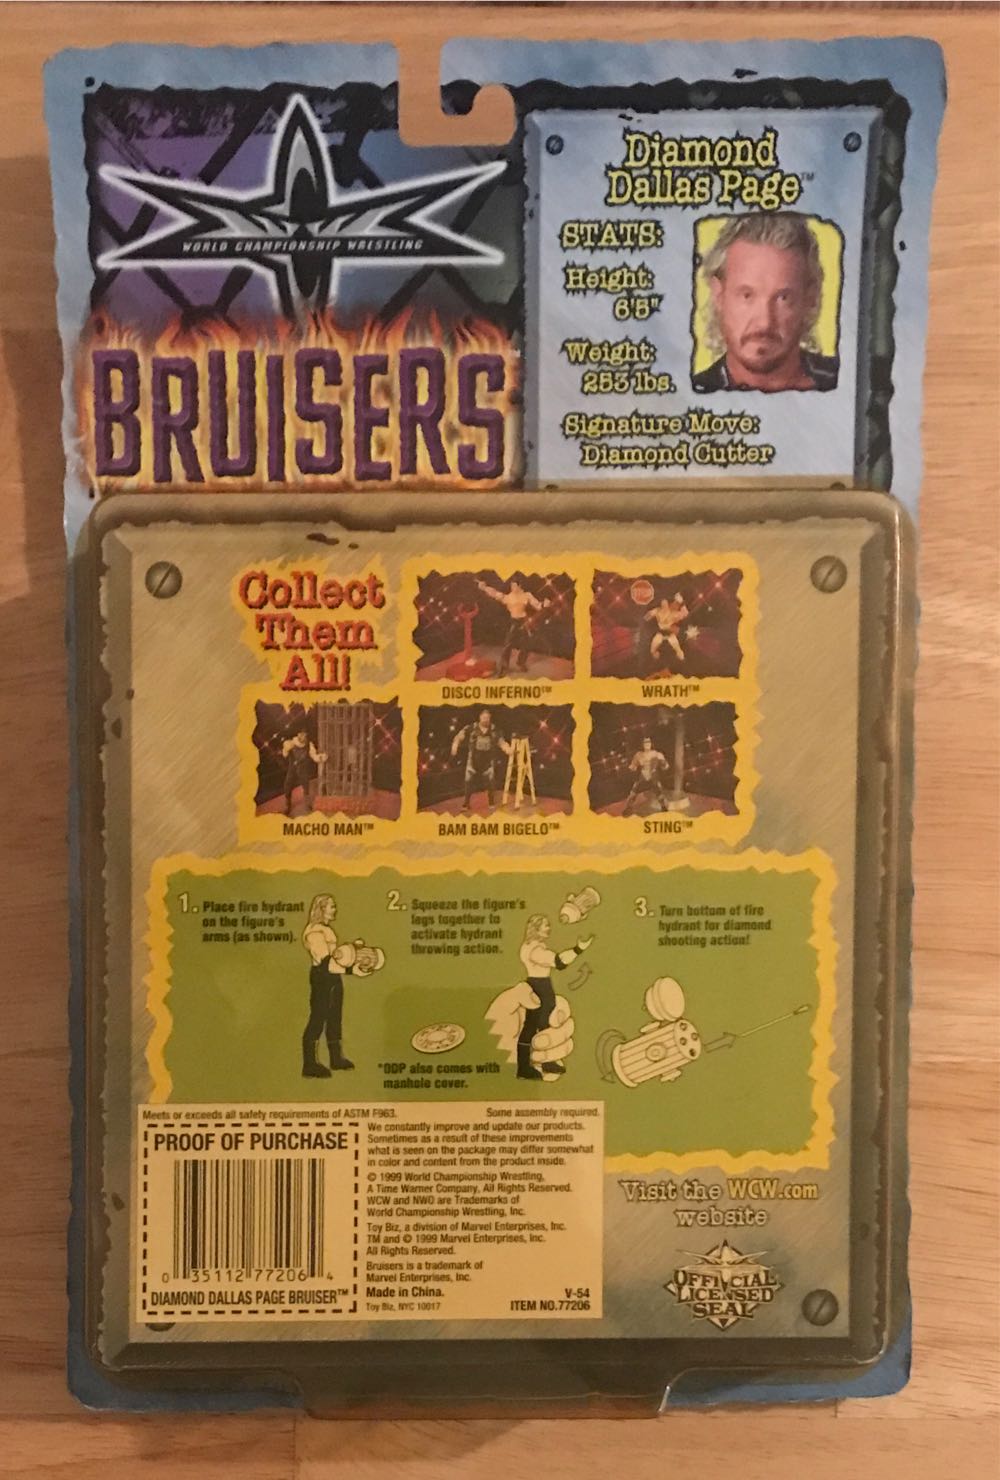 WORLD CHAMPIONSHIP WRESTLING
BRUISERS
Diamond
Dallas Page™
STATS:
Height:
6'5"
Weight:
253 lbs.
Signature Move:
Diamond Cutter
Collect
Them
All!
DISCO INFERNO™
WRATH™
MACHO MAN™
BAM BAM BIGELO™
STING™
1. Place fire hydrant
on the figure's
arms (as shown).
2. Squeeze the figure's
legs together to
activate hydrant
throwing action.
3. Turn bottom of fire
hydrant for diamond
shooting action!
*DDP also comes with
manhole cover.
Meets or exceeds all safety requirements of ASTM F963.
Some assembly required.
PROOF OF PURCHASE
0 35112 77206 4
DIAMOND DALLAS PAGE BRUISER™
We constantly improve and update our products.
Sometimes as a result of these improvements
what is seen on the package may differ somewhat
in color and content from the product inside.
© 1999 World Championship Wrestling,
A Time Warner Company, All Rights Reserved.
WCW and NWO are Trademarks of
World Championship Wrestling, Inc.
Toy Biz, a division of Marvel Enterprises, Inc.
TM and © 1999 Marvel Enterprises, Inc.
All Rights Reserved.
Bruisers is a trademark of
Marvel Enterprises, Inc.
Made in China.
Toy Biz, NYC 10017
V-54
ITEM NO.77206
Visit the WCW.com
website
OFFICIAL
LICENSED
SEAL